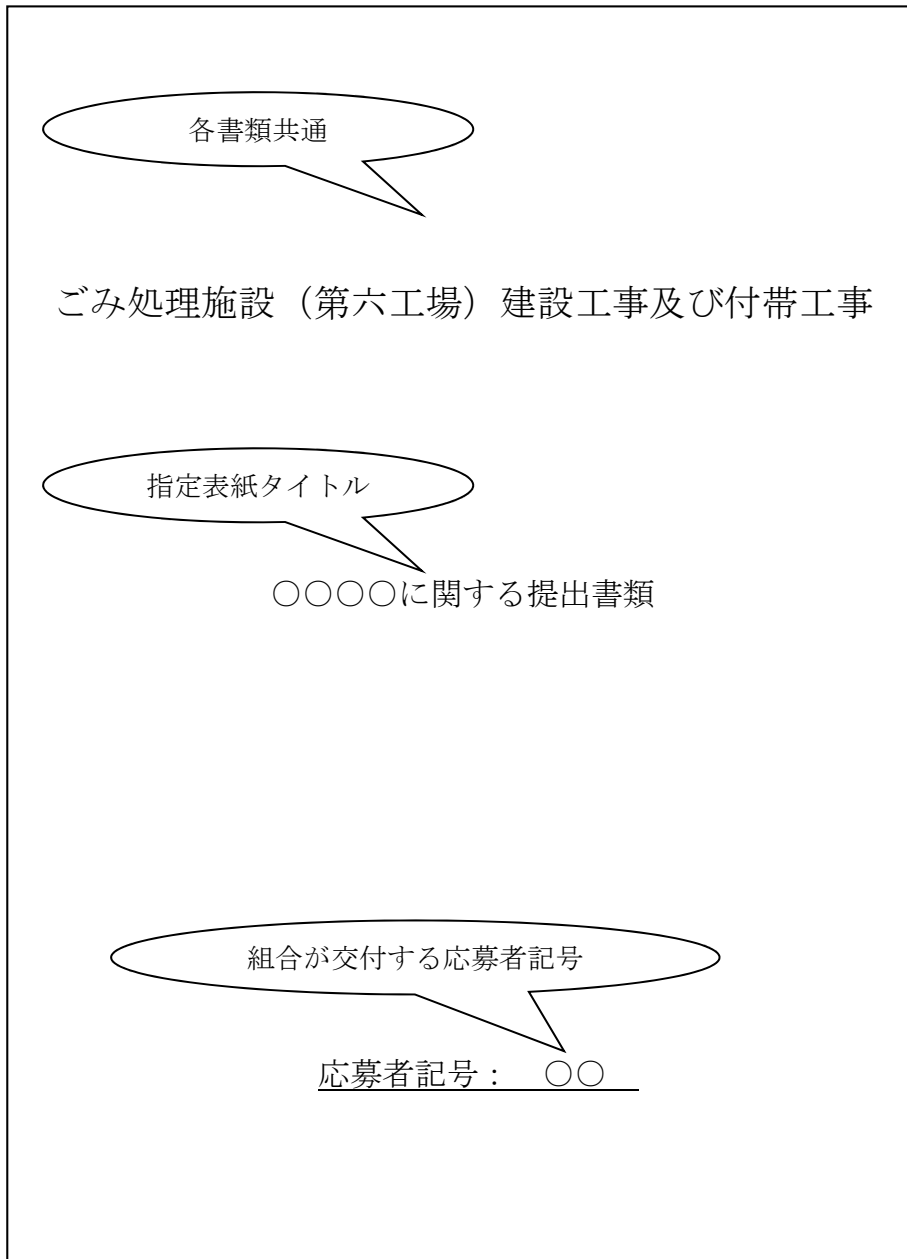 各書類共通
ごみ処理施設（第六工場）建設工事及び付帯工事
指定表紙タイトル
○○○○に関する提出書類
組合が交付する応募者記号
応募者記号：　○○